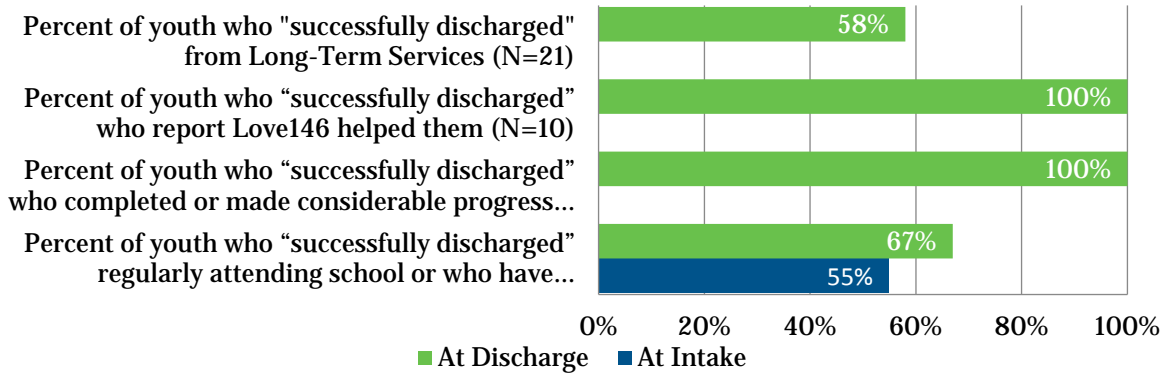 Percent of youth who "successfully discharged"
from Long-Term Services (N=21)
58%
Percent of youth who “successfully discharged”
who report Love146 helped them (N=10)
100%
Percent of youth who “successfully discharged”
who completed or made considerable progress...
100%
Percent of youth who “successfully discharged”
regularly attending school or who have...
67%
55%
0% 20% 40% 60% 80% 100%
At Discharge At Intake